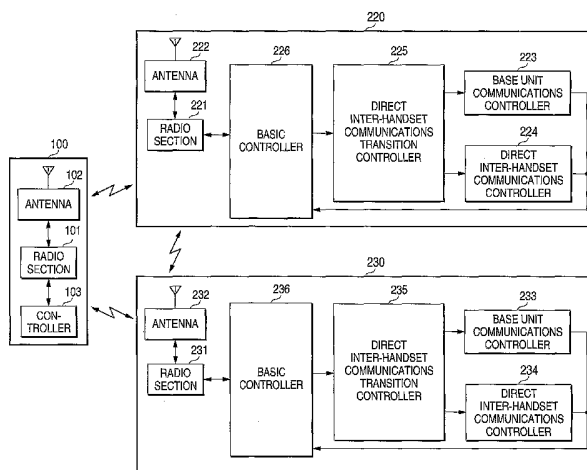 220
222
ANTENNA
221
RADIO
SECTION
226
BASIC
CONTROLLER
225
DIRECT
INTER-HANDSET
COMMUNICATIONS
TRANSITION
CONTROLLER
223
BASE UNIT
COMMUNICATIONS
CONTROLLER
224
DIRECT
INTER-HANDSET
COMMUNICATIONS
CONTROLLER
100
102
ANTENNA
101
RADIO
SECTION
103
CON-
TROLLER
230
232
ANTENNA
231
RADIO
SECTION
236
BASIC
CONTROLLER
235
DIRECT
INTER-HANDSET
COMMUNICATIONS
TRANSITION
CONTROLLER
233
BASE UNIT
COMMUNICATIONS
CONTROLLER
234
DIRECT
INTER-HANDSET
COMMUNICATIONS
CONTROLLER